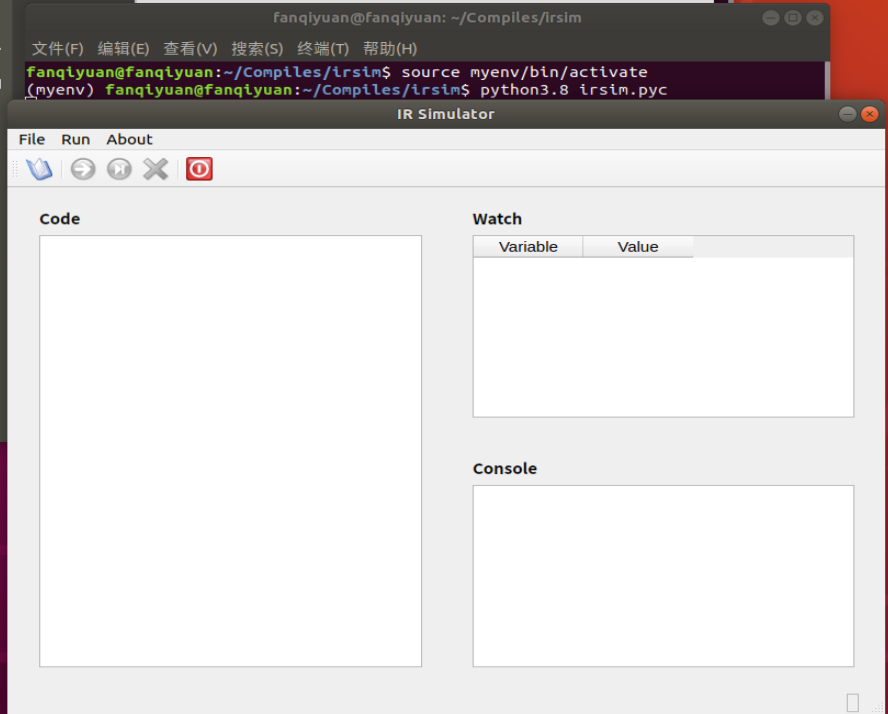 fanqiyuan@fanqiyuan: ~/Compiles/irsim
文件(F) 编辑(E) 查看(V) 搜索(S) 终端(T) 帮助(H)
fanqiyuan@fanqiyuan:~/Compiles/irsim$ source myenv/bin/activate
(myenv) fanqiyuan@fanqiyuan:~/Compiles/irsim$ python3.8 irsim.pyc
IR Simulator
File Run About
Code
Watch
Variable Value
Console